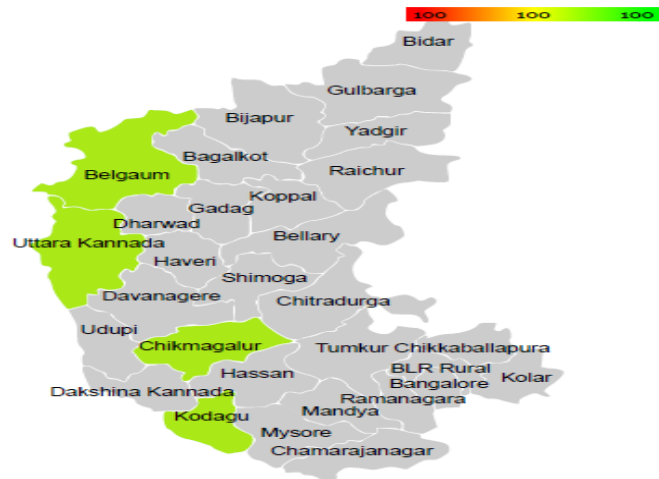 100 100 100
Bidar
Gulbarga
Bijapur
Yadgir
Bagalkot
Raichur
Belgaum
Koppal
Gadag
Dharwad
Bellary
Uttara Kannada
Haveri
Shimoga
Davanagere
Chitradurga
Udupi
Chikmagalur
Tumkur Chikkaballapura
BLR Rural
Hassan
Kolar
Bangalore
Dakshina Kannada
Ramanagara
Mandya
Kodagu
Mysore
Chamarajanagar